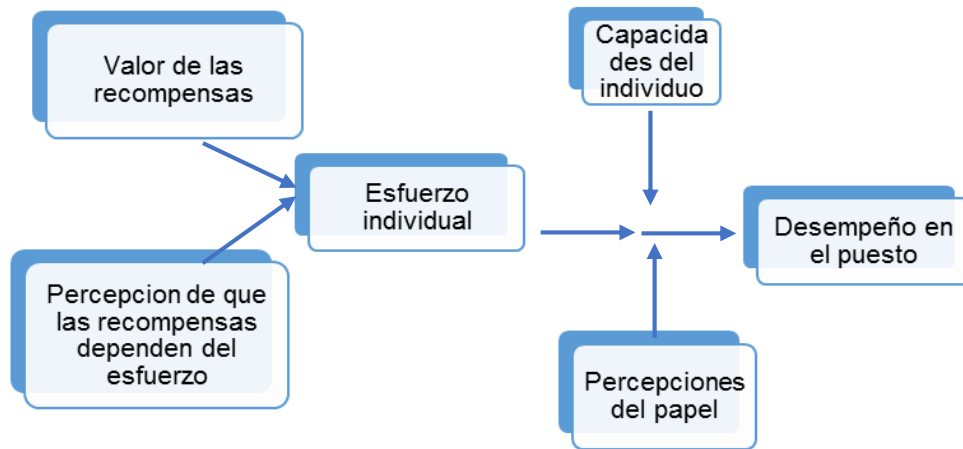 Valor de las
recompensas
Capacida
des del
individuo
Esfuerzo
individual
Desempeño en
el puesto
Percepcion de que
las recompensas
dependen del
esfuerzo
Percepciones
del papel